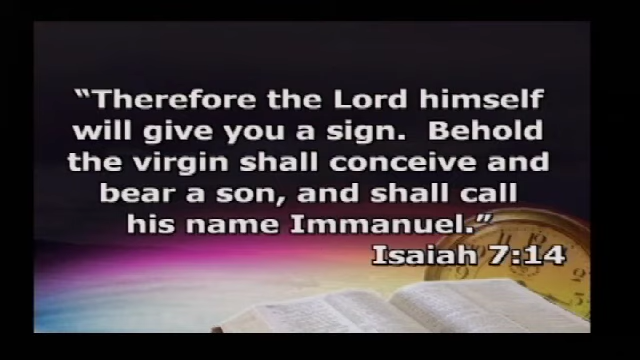 “Therefore the Lord himself
will give you a sign.  Behold
the virgin shall conceive and
bear a son, and shall call
his name Immanuel.”
Isaiah 7:14